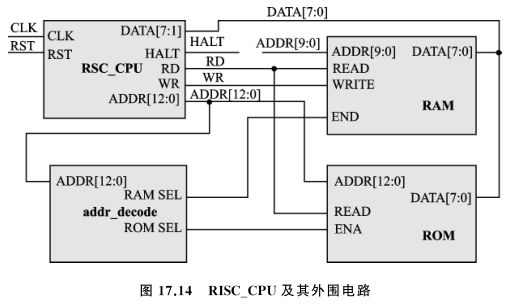 DATA[7:0]
CLK
CLK
DATA[7:1]
RST
RST
HALT
HALT
ADDR[9:0]
ADDR[9:0]
DATA[7:0]
RSC_CPU
RD
RD
READ
WR
WR
WRITE
ADDR[12:0]
ADDR[12:0]
RAM
END
ADDR[12:0]
ADDR[12:0]
RAM SEL
DATA[7:0]
addr_decode
READ
ROM SEL
ENA
ROM
图 17.14 RISC_CPU 及其外围电路